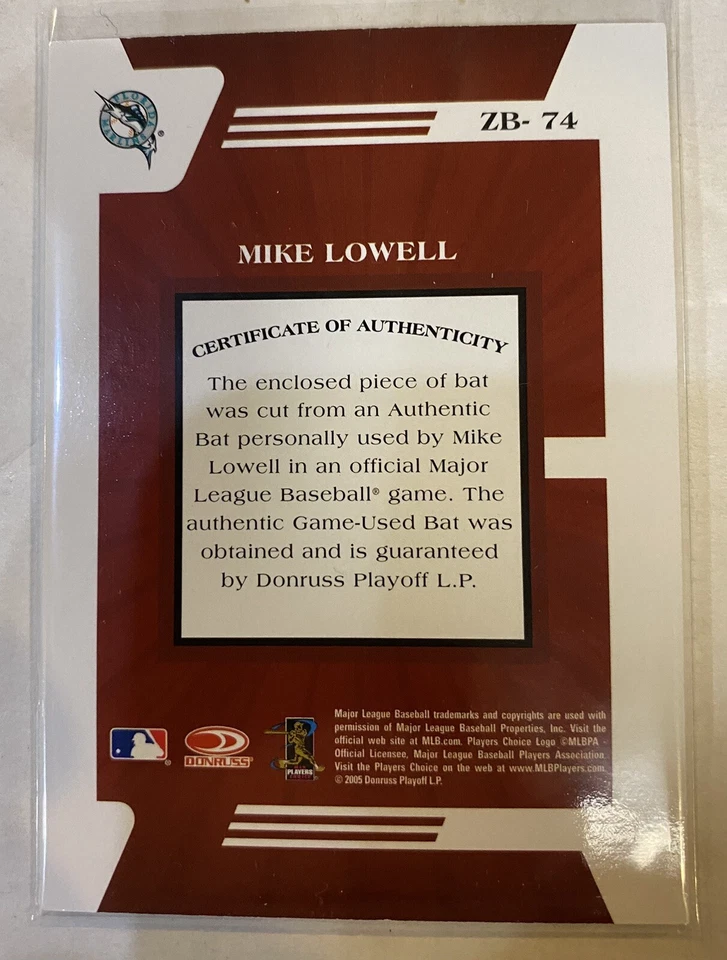 FLORIDA
MARLINS
ZB- 74
MIKE LOWELL
CERTIFICATE OF AUTHENTICITY
The enclosed piece of bat
was cut from an Authentic
Bat personally used by Mike
Lowell in an official Major
League Baseball® game. The
authentic Game-Used Bat was
obtained and is guaranteed
by Donruss Playoff L.P.
DONRUSS
PLAYERS
Major League Baseball trademarks and copyrights are used with
permission of Major League Baseball Properties, Inc. Visit the
official web site at MLB.com. Players Choice Logo ©MLBPA -
Official Licensee, Major League Baseball Players Association.
Visit the Players Choice on the web at www.MLBPlayers.com.
© 2005 Donruss Playoff L.P.